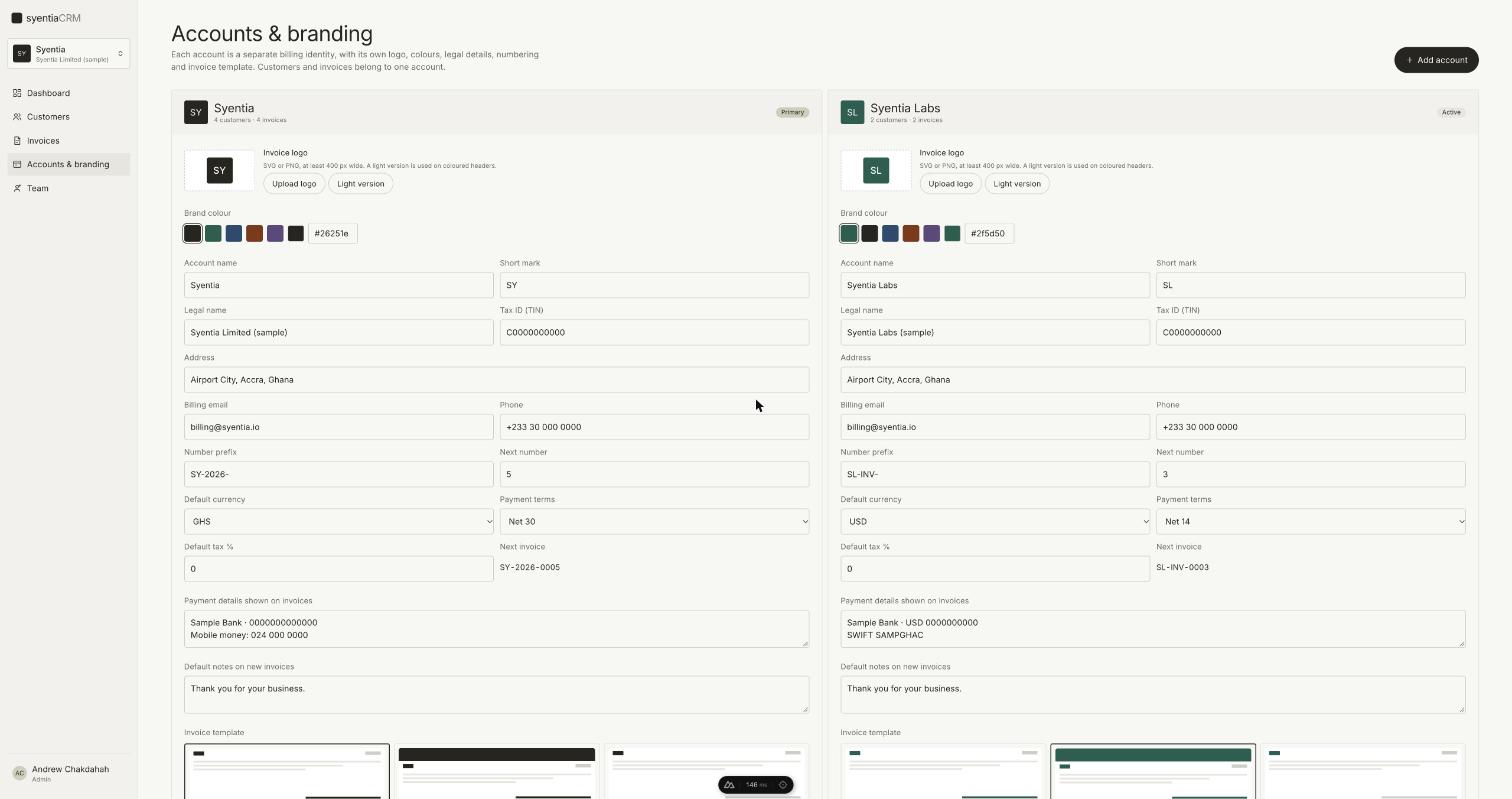 syentiaCRM
SY
Syentia
Syentia Limited (sample)
Dashboard
Customers
Invoices
Accounts & branding
Team
AC
Andrew Chakdahah
Admin
Accounts & branding
Each account is a separate billing identity, with its own logo, colours, legal details, numbering
and invoice template. Customers and invoices belong to one account.
+ Add account
SY
Syentia
4 customers · 4 invoices
Primary
SY
Invoice logo
SVG or PNG, at least 400 px wide. A light version is used on coloured headers.
Upload logo
Light version
Brand colour
#26251e
Account name
Short mark
Syentia
SY
Legal name
Tax ID (TIN)
Syentia Limited (sample)
C0000000000
Address
Airport City, Accra, Ghana
Billing email
Phone
billing@syentia.io
+233 30 000 0000
Number prefix
Next number
SY-2026-
5
Default currency
Payment terms
GHS
Net 30
Default tax %
Next invoice
0
SY-2026-0005
Payment details shown on invoices
Sample Bank · 0000000000000
Mobile money: 024 000 0000
Default notes on new invoices
Thank you for your business.
Invoice template
SL
Syentia Labs
2 customers · 2 invoices
Active
SL
Invoice logo
SVG or PNG, at least 400 px wide. A light version is used on coloured headers.
Upload logo
Light version
Brand colour
#2f5d50
Account name
Short mark
Syentia Labs
SL
Legal name
Tax ID (TIN)
Syentia Labs (sample)
C0000000000
Address
Airport City, Accra, Ghana
Billing email
Phone
billing@syentia.io
+233 30 000 0000
Number prefix
Next number
SL-INV-
3
Default currency
Payment terms
USD
Net 14
Default tax %
Next invoice
0
SL-INV-0003
Payment details shown on invoices
Sample Bank · USD 0000000000
SWIFT SAMPGHAC
Default notes on new invoices
Thank you for your business.
Invoice template
146 ms